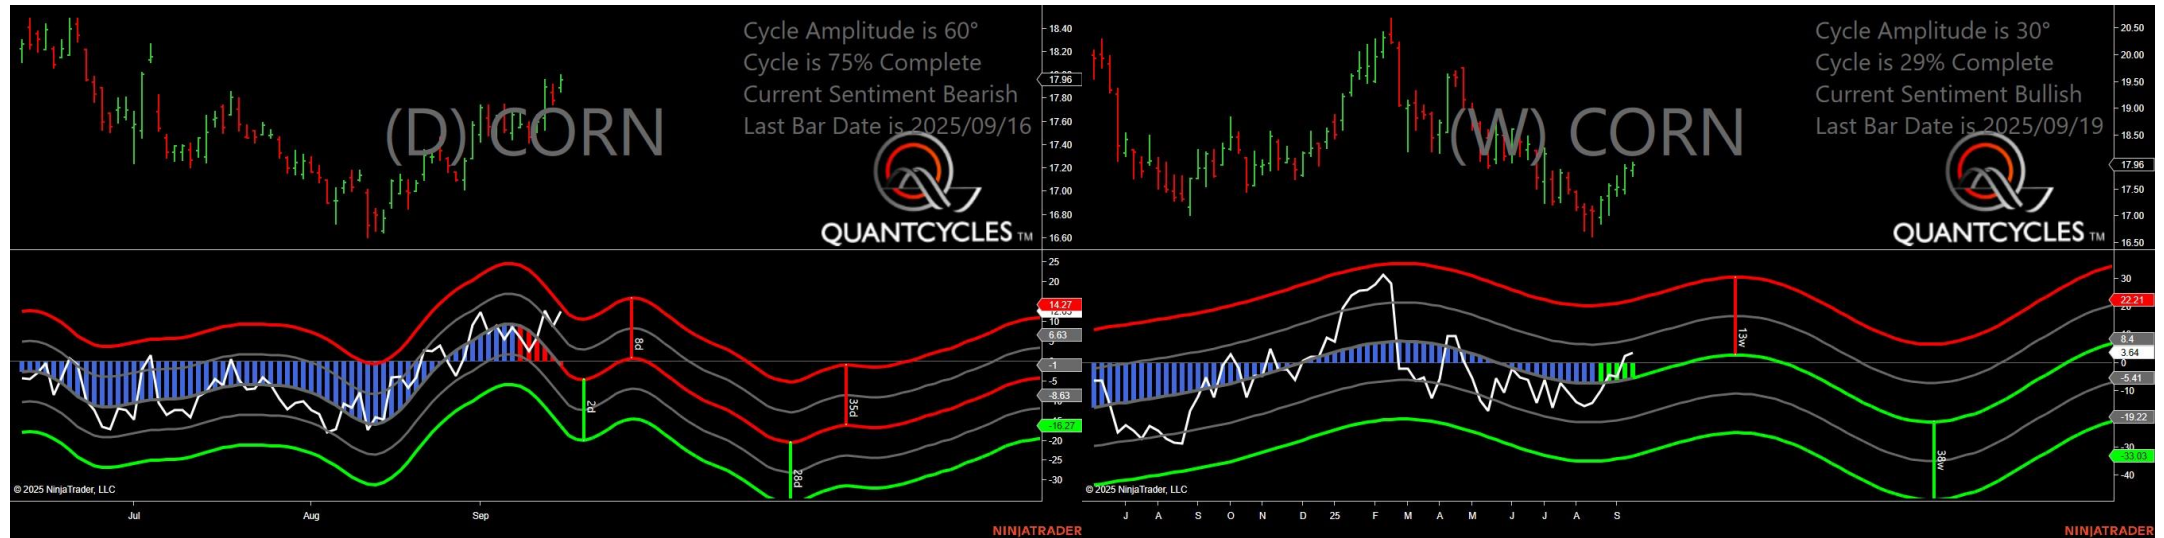 Cycle Amplitude is 60°
Cycle is 75% Complete
Current Sentiment Bearish
Last Bar Date is 2025/09/16
(D) CORN
QUANTCYCLES TM
18.40
18.20
17.96
17.80
17.60
17.40
17.20
17.00
16.80
16.60
25
20
14.27
10
6.63
5
-1
-5
-8.63
-16.27
-20
-25
-30
8d
2d
35d
28d
© 2025 NinjaTrader, LLC
Jul
Aug
Sep
NINJATRADER
Cycle Amplitude is 30°
Cycle is 29% Complete
Current Sentiment Bullish
Last Bar Date is 2025/09/19
(W) CORN
QUANTCYCLES TM
20.50
20.00
19.50
19.00
18.50
17.96
17.50
17.00
16.50
30
22.21
20
8.4
3.64
0
-5.41
-10
-19.22
-30
-33.03
-40
13w
38w
© 2025 NinjaTrader, LLC
J A S O N D 25 F M A M J J A S
NINJATRADER